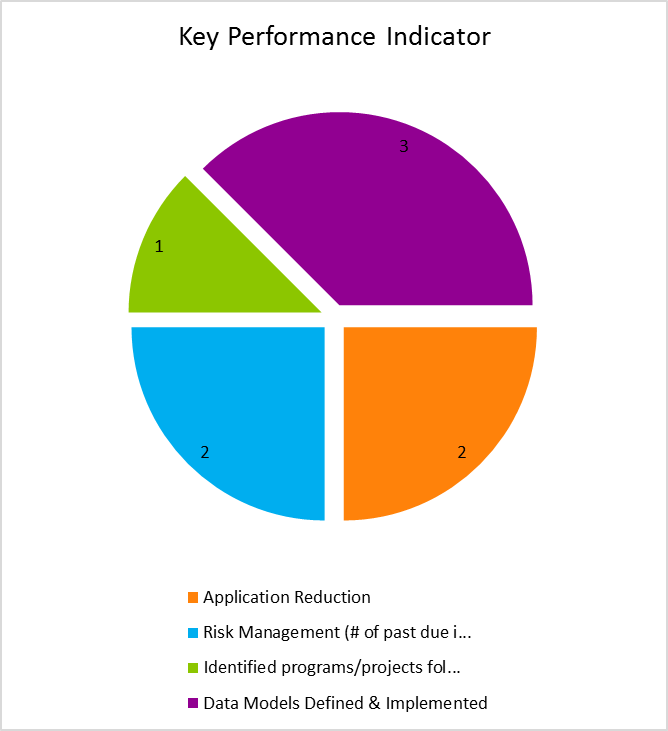 Key Performance Indicator
3
1
2
2
Application Reduction
Risk Management (# of past due i...
Identified programs/projects fol...
Data Models Defined & Implemented